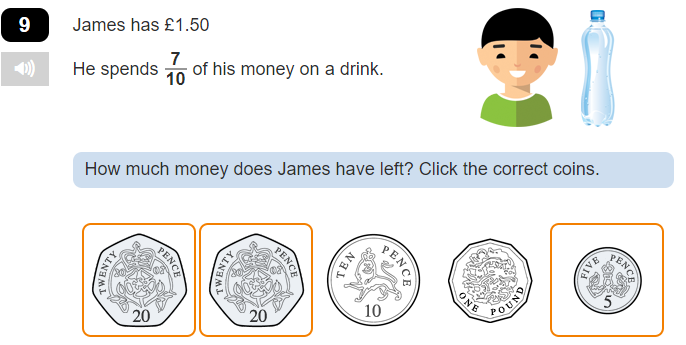 9
James has £1.50
He spends 7/10 of his money on a drink.
How much money does James have left? Click the correct coins.
TWENTY PENCE 20
TWENTY PENCE 20
TEN PENCE 10
ONE POUND
FIVE PENCE 5